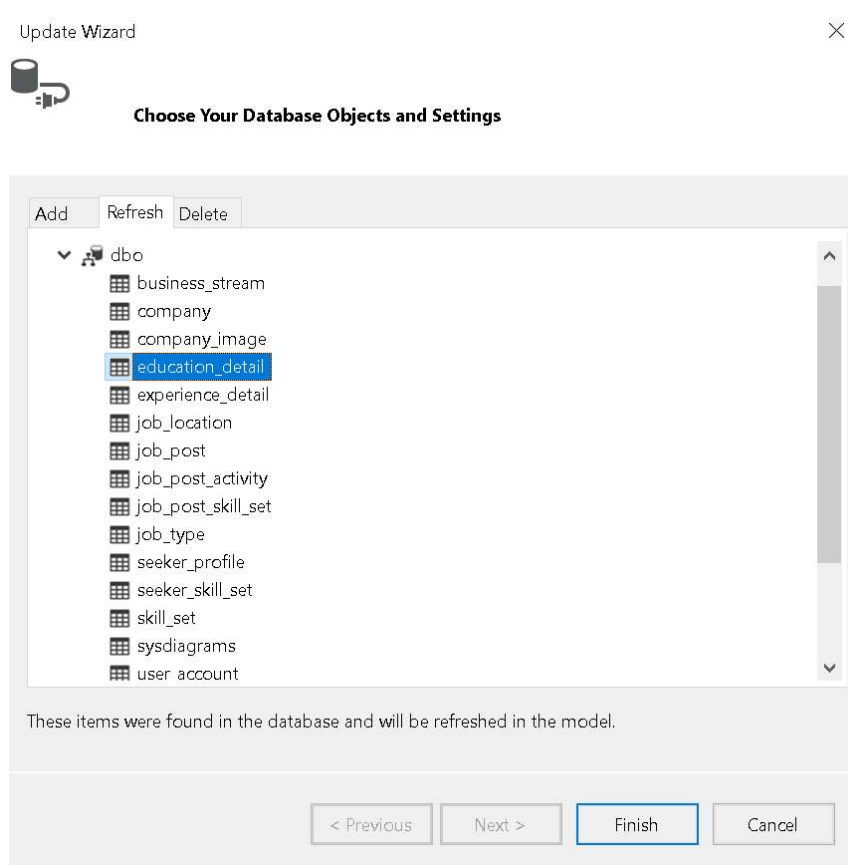 Update Wizard
Choose Your Database Objects and Settings
Add Refresh Delete
dbo
business_stream
company
company_image
education_detail
experience_detail
job_location
job_post
job_post_activity
job_post_skill_set
job_type
seeker_profile
seeker_skill_set
skill_set
sysdiagrams
user_account
These items were found in the database and will be refreshed in the model.
< Previous Next > Finish Cancel